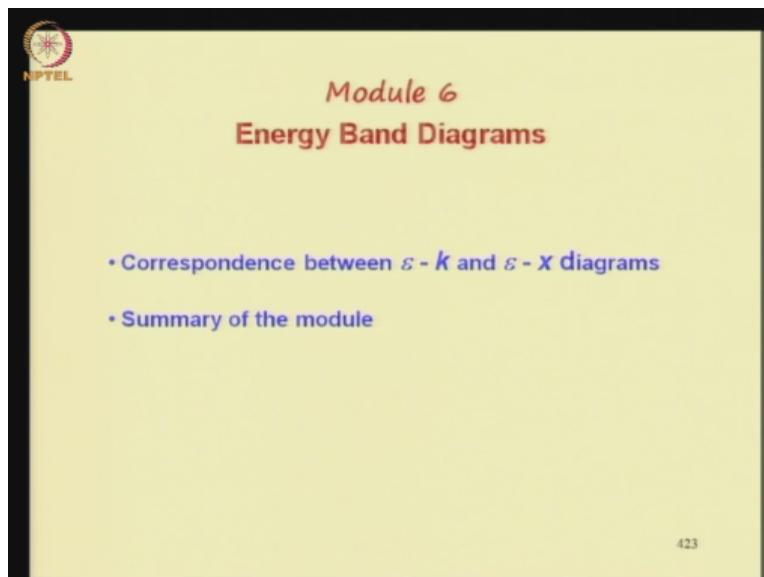 NPTEL
Module 6
Energy Band Diagrams
• Correspondence between ε - k and ε - x diagrams
• Summary of the module
423